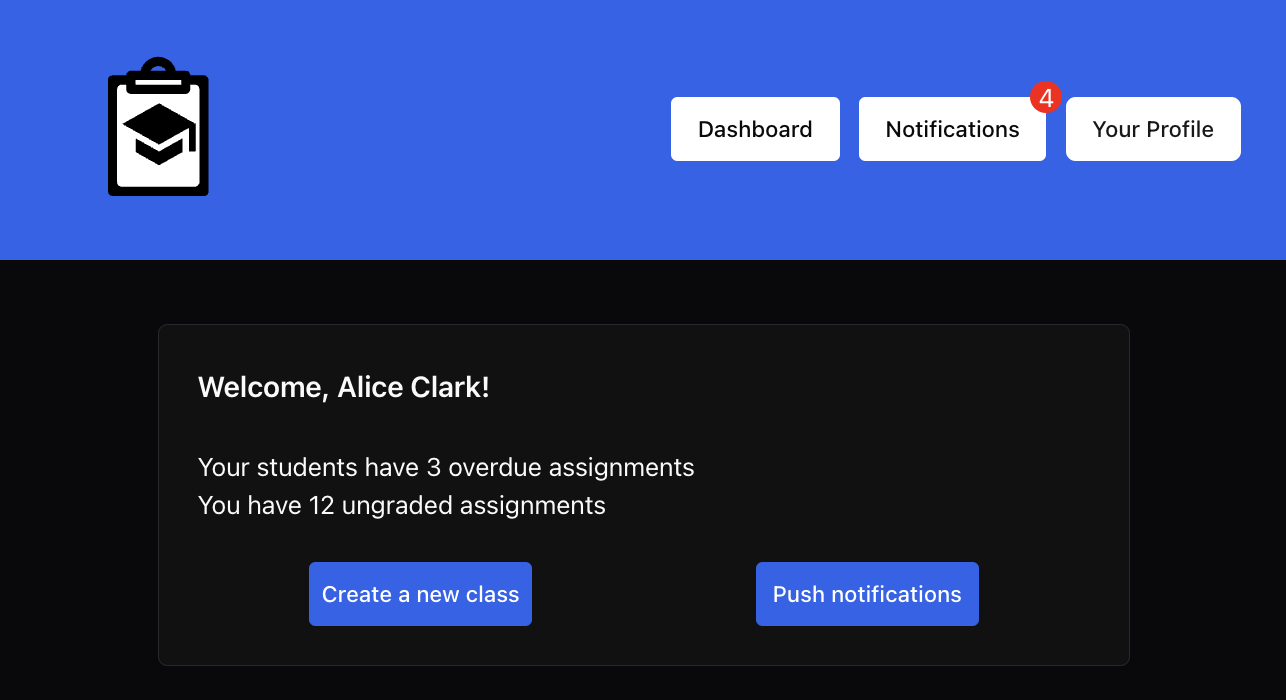 Dashboard
Notifications
4
Your Profile
Welcome, Alice Clark!
Your students have 3 overdue assignments
You have 12 ungraded assignments
Create a new class
Push notifications